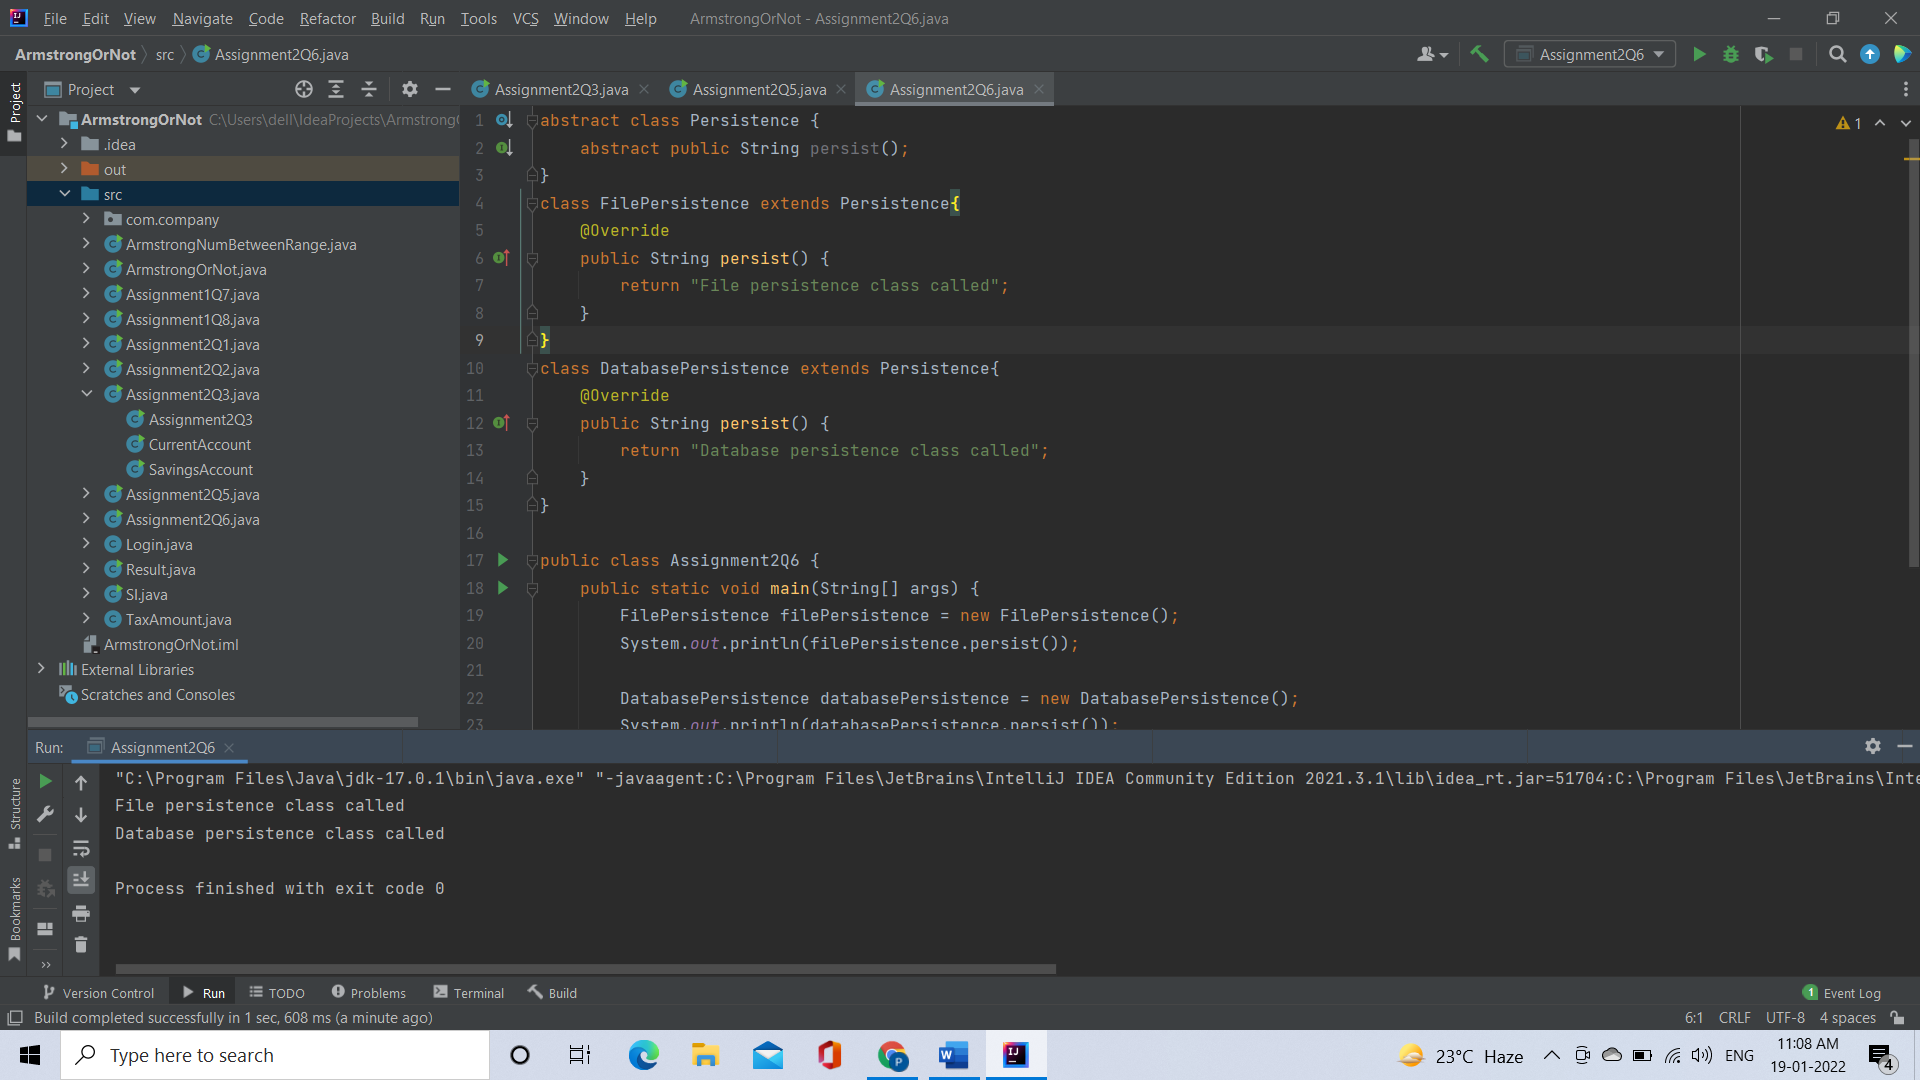 File Edit View Navigate Code Refactor Build Run Tools VCS Window Help ArmstrongOrNot - Assignment2Q6.java
ArmstrongOrNot src Assignment2Q6.java
Assignment2Q6
Project
Project
Assignment2Q3.java Assignment2Q5.java Assignment2Q6.java
ArmstrongOrNot C:\Users\dell\IdeaProjects\Armstrong
.idea
out
src
com.company
ArmstrongNumBetweenRange.java
ArmstrongOrNot.java
Assignment1Q7.java
Assignment1Q8.java
Assignment2Q1.java
Assignment2Q2.java
Assignment2Q3.java
Assignment2Q3
CurrentAccount
SavingsAccount
Assignment2Q5.java
Assignment2Q6.java
Login.java
Result.java
SI.java
TaxAmount.java
ArmstrongOrNot.iml
External Libraries
Scratches and Consoles
1 abstract class Persistence {
2 abstract public String persist();
3 }
4 class FilePersistence extends Persistence{
5 @Override
6 public String persist() {
7 return "File persistence class called";
8 }
9 }
10 class DatabasePersistence extends Persistence{
11 @Override
12 public String persist() {
13 return "Database persistence class called";
14 }
15 }
16
17 public class Assignment2Q6 {
18 public static void main(String[] args) {
19 FilePersistence filePersistence = new FilePersistence();
20 System.out.println(filePersistence.persist());
21
22 DatabasePersistence databasePersistence = new DatabasePersistence();
23 System.out.println(databasePersistence.persist());
1
Run: Assignment2Q6
"C:\Program Files\Java\jdk-17.0.1\bin\java.exe" "-javaagent:C:\Program Files\JetBrains\IntelliJ IDEA Community Edition 2021.3.1\lib\idea_rt.jar=51704:C:\Program Files\JetBrains\Inte
File persistence class called
Database persistence class called
Process finished with exit code 0
Structure
Bookmarks
Version Control Run TODO Problems Terminal Build 1 Event Log
Build completed successfully in 1 sec, 608 ms (a minute ago) 6:1 CRLF UTF-8 4 spaces
Type here to search
23°C Haze ENG 11:08 AM
19-01-2022
4